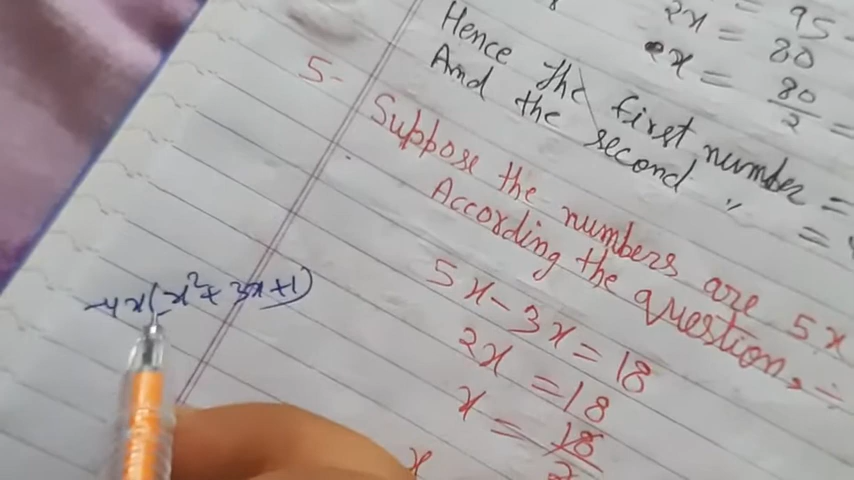 = 95 -
2x = 80
x = 80/2 =
Hence the first number =
And the second " =
5-
Suppose the numbers are 5x
According the question, ÷
5x - 3x = 18
2x = 18
x = 18/2
x
-4x(-x²+ 3x+1)